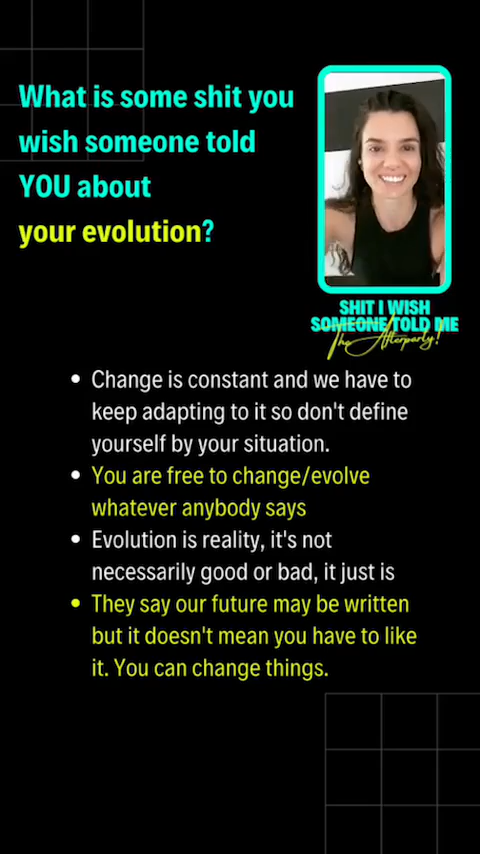 What is some shit you
wish someone told
YOU about
your evolution?
SHIT I WISH
SOMEONE TOLD ME
The Afterparty!
• Change is constant and we have to
keep adapting to it so don't define
yourself by your situation.
• You are free to change/evolve
whatever anybody says
• Evolution is reality, it's not
necessarily good or bad, it just is
• They say our future may be written
but it doesn't mean you have to like
it. You can change things.